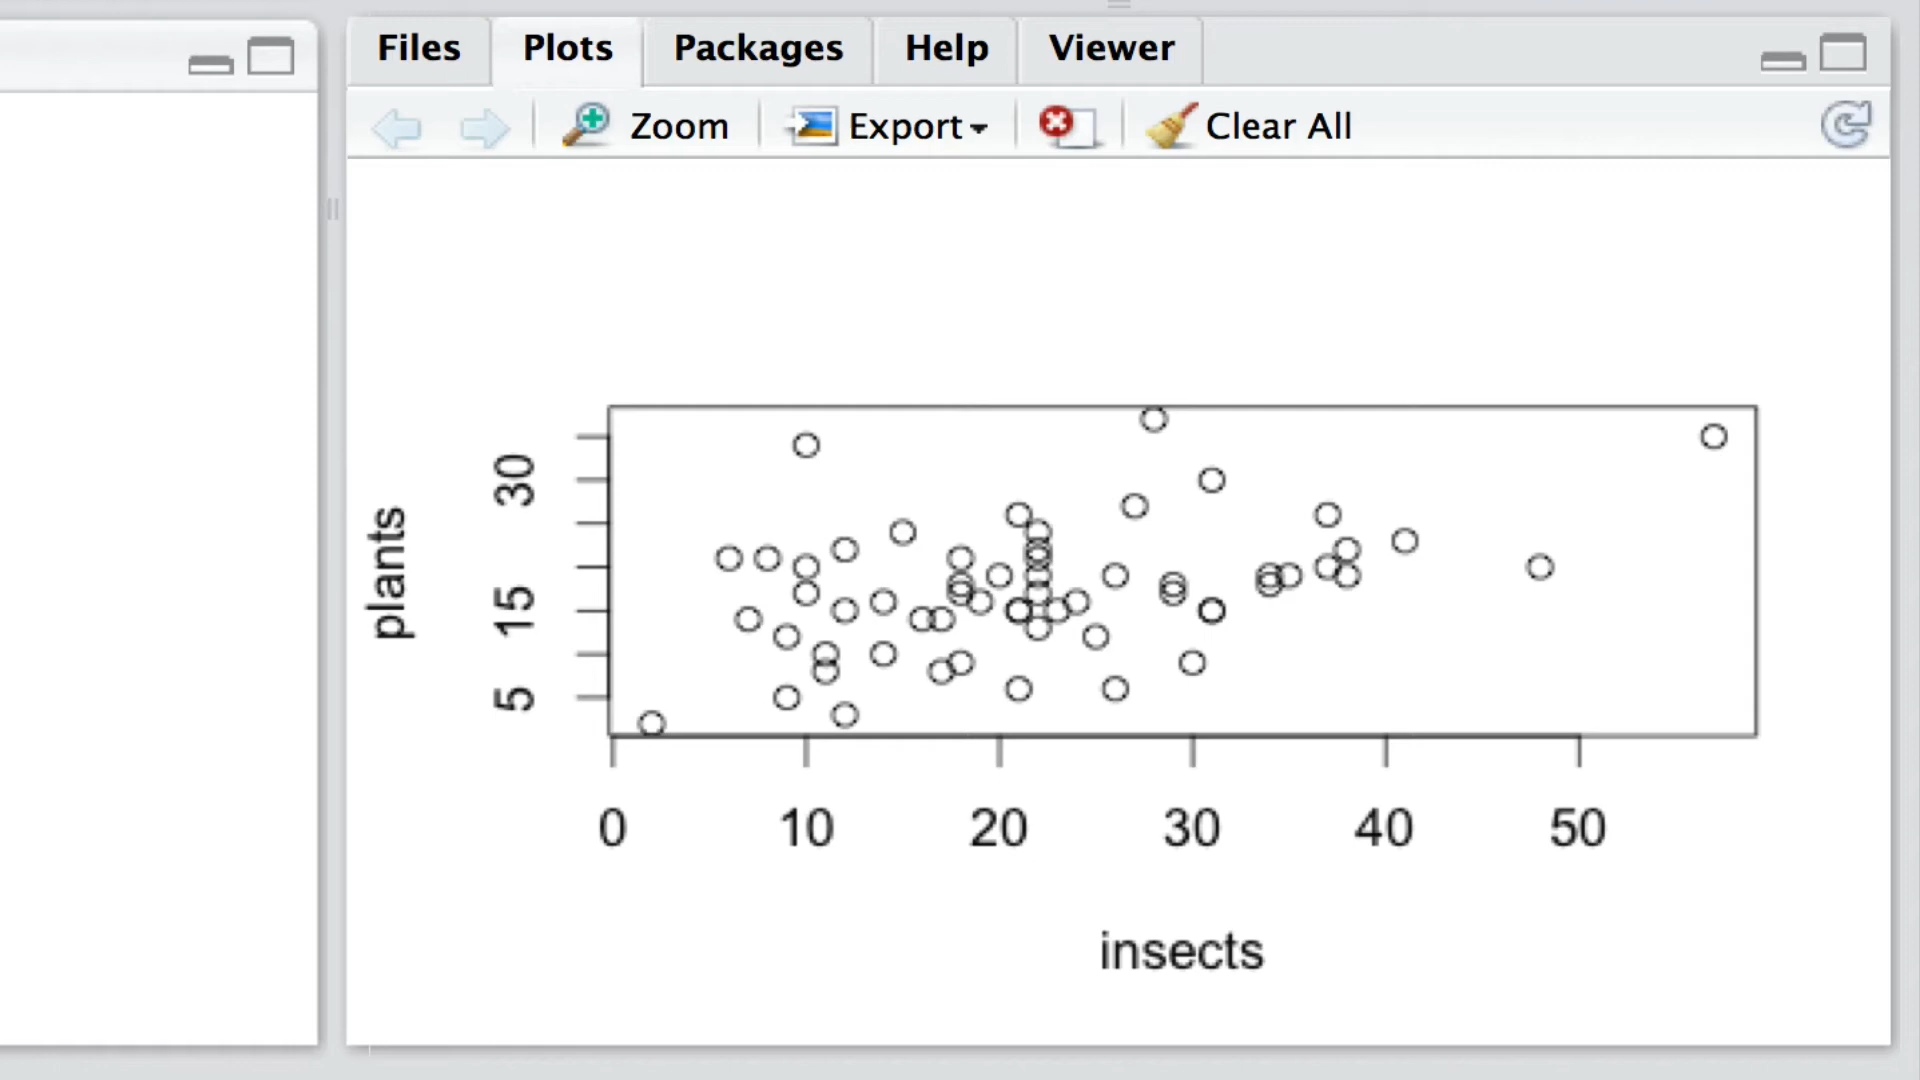 Files Plots Packages Help Viewer
Zoom Export Clear All
plants
30
15
5
0 10 20 30 40 50
insects